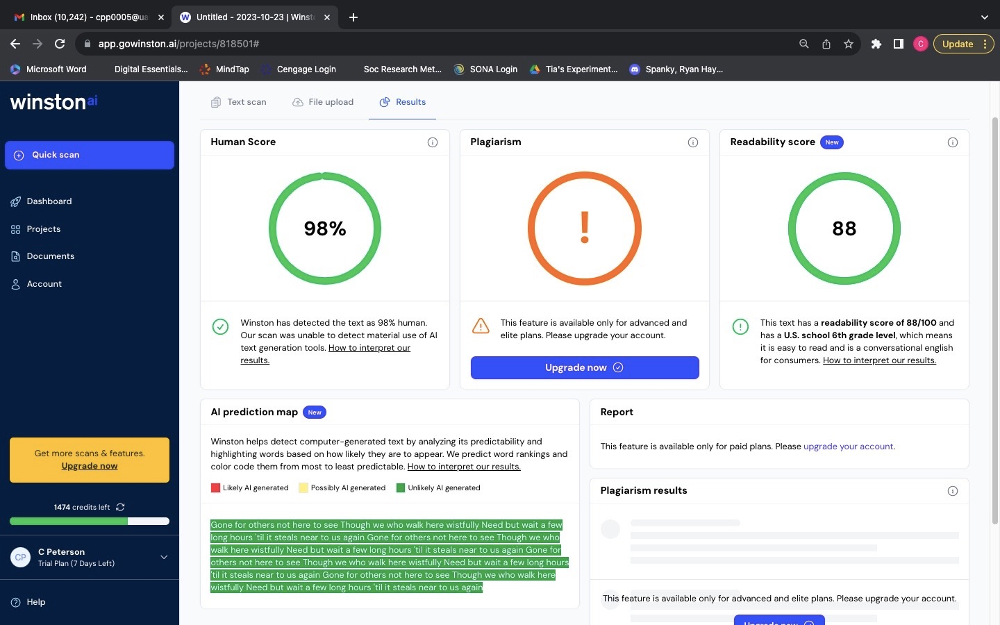 Inbox (10,242) - cpp0005@ua
Untitled - 2023-10-23 | Winst
app.gowinston.ai/projects/818501#
C
Update
Microsoft Word
Digital Essentials...
MindTap
Cengage Login
Soc Research Met...
SONA Login
Tia's Experiment...
Spanky, Ryan Hay...
winston ai
Quick scan
Dashboard
Projects
Documents
Account
Get more scans & features.
Upgrade now
1474 credits left
CP
C Peterson
Trial Plan (7 Days Left)
Help
Text scan
File upload
Results
Human Score
98%
Winston has detected the text as 98% human.
Our scan was unable to detect material use of AI
text generation tools. How to interpret our
results.
Plagiarism
!
This feature is available only for advanced and
elite plans. Please upgrade your account.
Upgrade now
Readability score New
88
This text has a readability score of 88/100 and
has a U.S. school 6th grade level, which means
it is easy to read and is a conversational english
for consumers. How to interpret our results.
AI prediction map New
Winston helps detect computer-generated text by analyzing its predictability and
highlighting words based on how likely they are to appear. We predict word rankings and
color code them from most to least predictable. How to interpret our results.
Likely AI generated
Possibly AI generated
Unlikely AI generated
Gone for others not here to see Though we who walk here wistfully Need but wait a few
long hours 'til it steals near to us again Gone for others not here to see Though we who
walk here wistfully Need but wait a few long hours 'til it steals near to us again Gone for
others not here to see Though we who walk here wistfully Need but wait a few long hours
'til it steals near to us again Gone for others not here to see Though we who walk here
wistfully Need but wait a few long hours 'til it steals near to us again
Report
This feature is available only for paid plans. Please upgrade your account.
Plagiarism results
This feature is available only for advanced and elite plans. Please upgrade your account.
Upgrade now